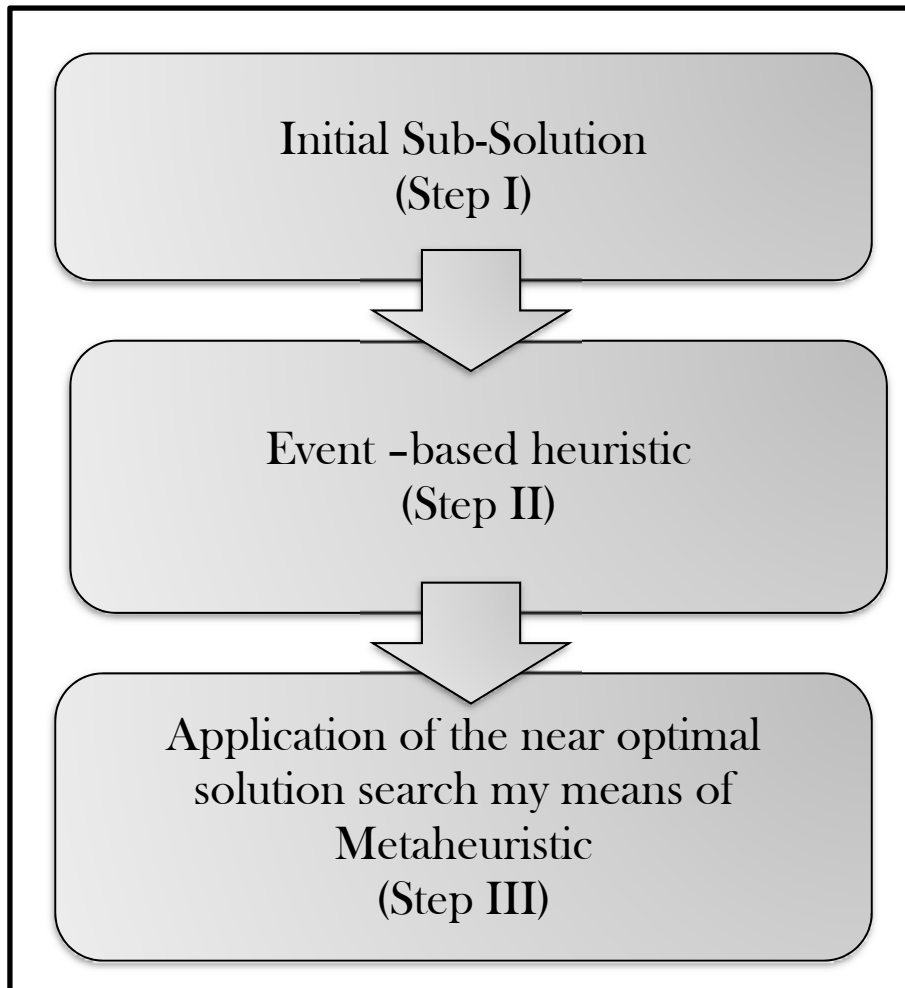 Initial Sub-Solution
(Step I)
Event –based heuristic
(Step II)
Application of the near optimal
solution search my means of
Metaheuristic
(Step III)